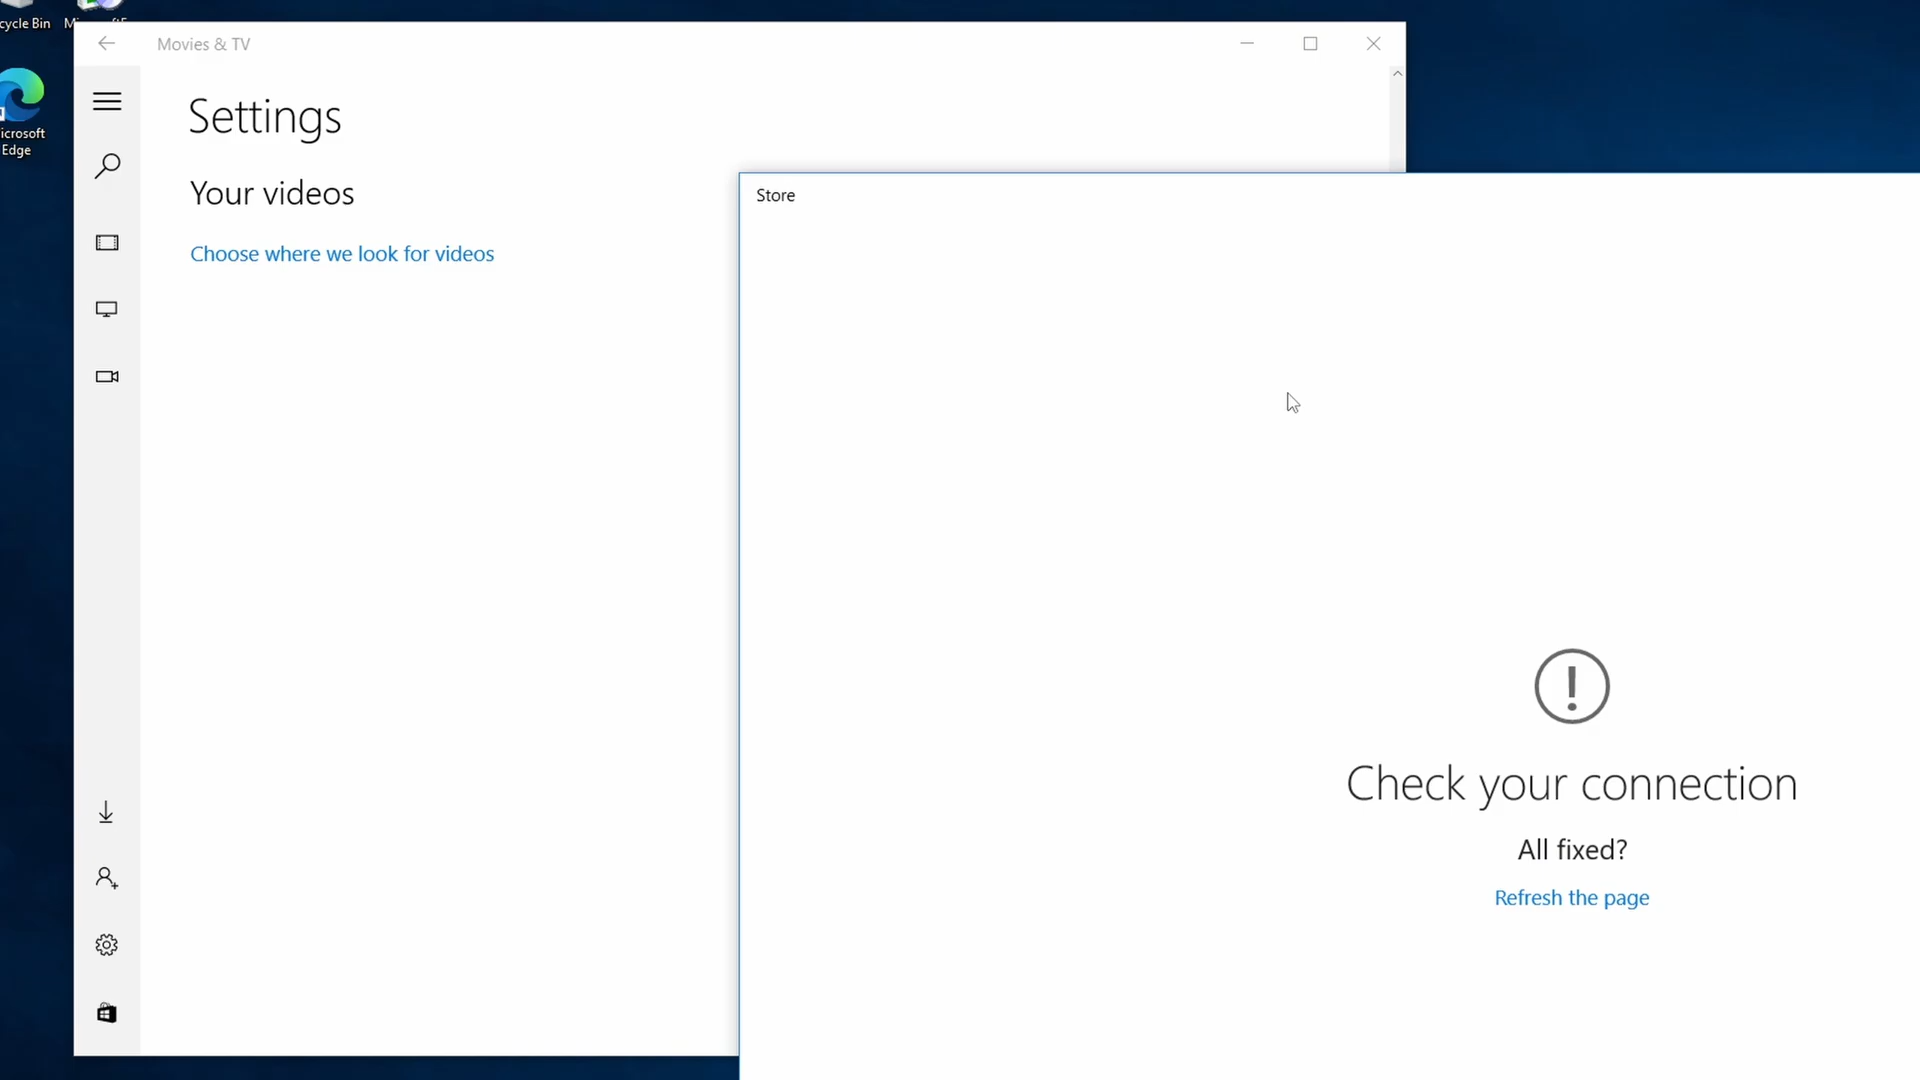 cycle Bin
Movies & TV
icrosoft
Edge
Settings
Your videos
Choose where we look for videos
Store
Check your connection
All fixed?
Refresh the page